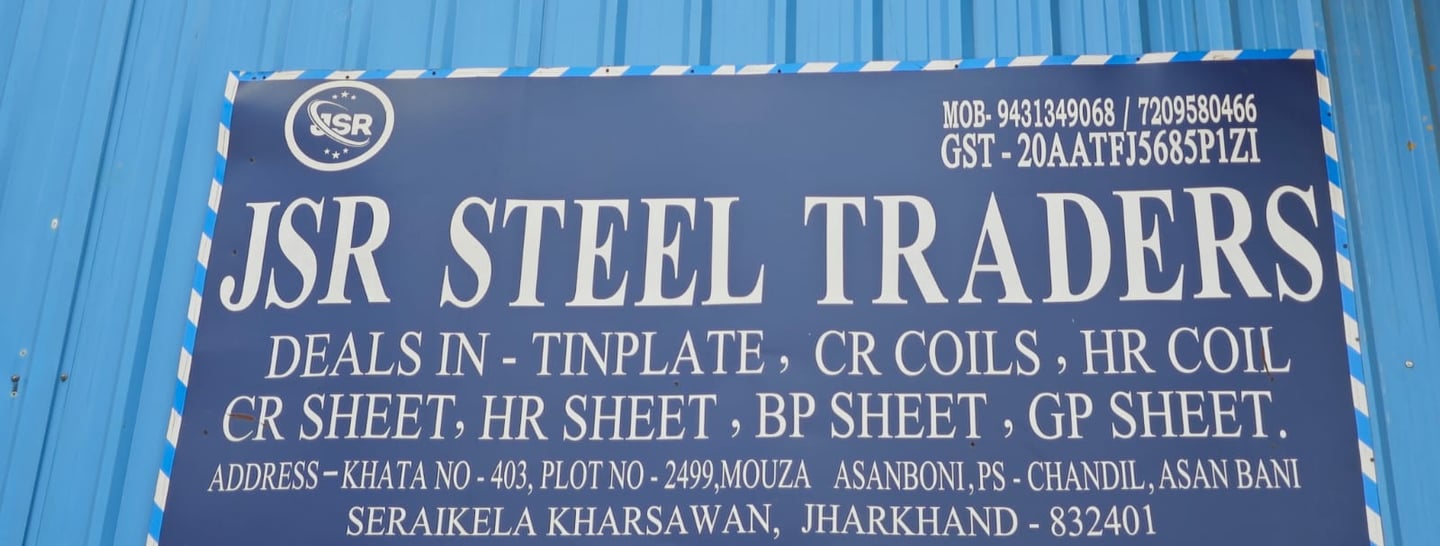 JSR
MOB- 9431349068 / 7209580466
GST - 20AATFJ5685P1ZI
JSR STEEL TRADERS
DEALS IN - TINPLATE , CR COILS , HR COIL
CR SHEET, HR SHEET , BP SHEET , GP SHEET.
ADDRESS - KHATA NO - 403, PLOT NO - 2499,MOUZA ASANBONI, PS - CHANDIL, ASAN BANI
SERAIKELA KHARSAWAN, JHARKHAND - 832401